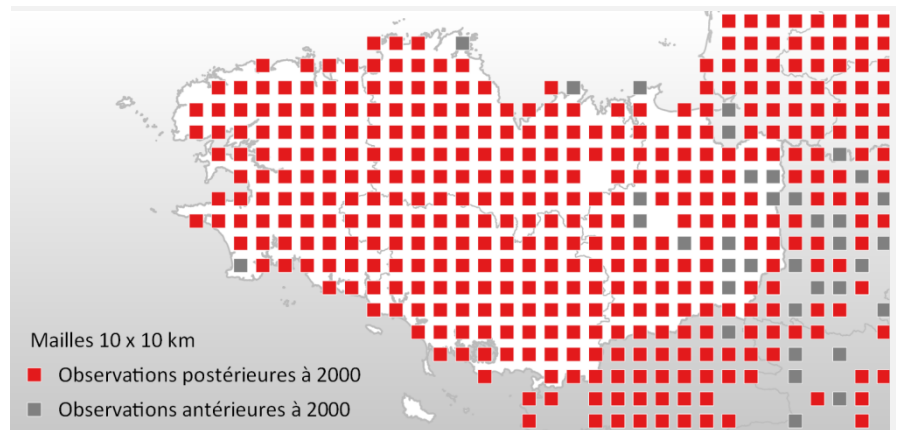 Mailles 10 x 10 km
Observations postérieures à 2000
Observations antérieures à 2000